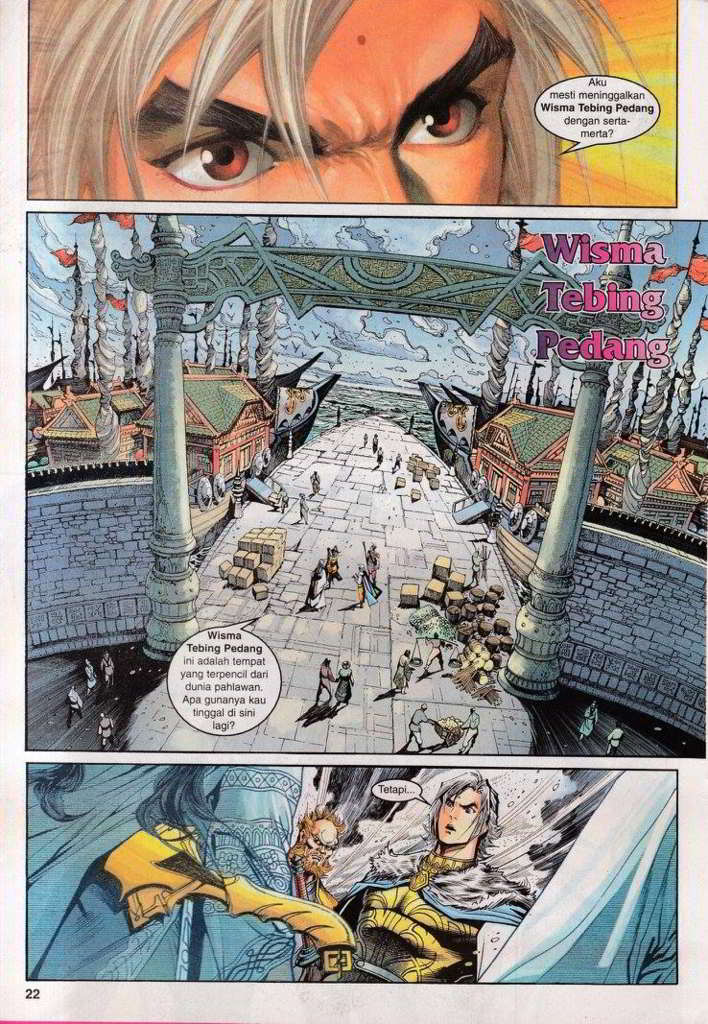 Aku
mesti meninggalkan
Wisma Tebing Pedang
dengan serta-
merta?
Wisma
Tebing
Pedang
Wisma
Tebing Pedang
ini adalah tempat
yang terpencil dari
dunia pahlawan.
Apa gunanya kau
tinggal di sini
lagi?
Tetapi...
22